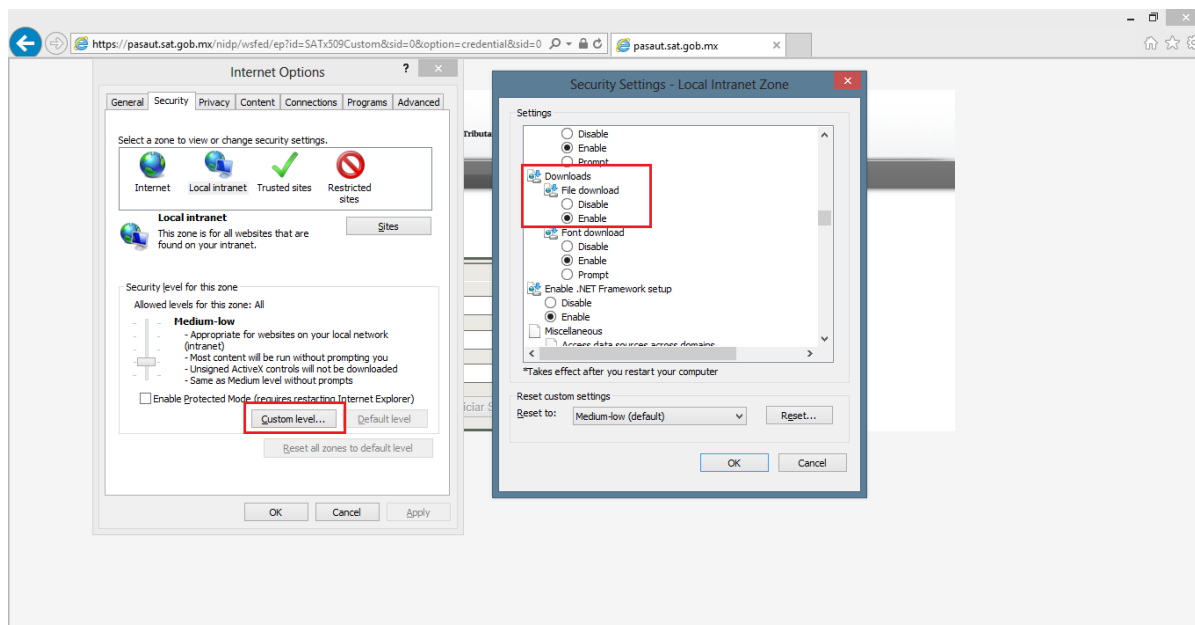 https://pasaut.sat.gob.mx/nidp/wsfed/ep?id=SATx509Custom&sid=0&option=credential&sid=0
pasaut.sat.gob.mx
Internet Options
?
General Security Privacy Content Connections Programs Advanced
Select a zone to view or change security settings.
Internet Local intranet Trusted sites Restricted
sites
Local intranet
This zone is for all websites that are
found on your intranet.
Sites
Security level for this zone
Allowed levels for this zone: All
Medium-low
- Appropriate for websites on your local network
(intranet)
- Most content will be run without prompting you
- Unsigned ActiveX controls will not be downloaded
- Same as Medium level without prompts
Enable Protected Mode (requires restarting Internet Explorer)
Custom level... Default level
Reset all zones to default level
OK Cancel Apply
Tributa
iciar S
Security Settings - Local Intranet Zone
Settings
Disable
Enable
Prompt
Downloads
File download
Disable
Enable
Font download
Disable
Enable
Prompt
Enable .NET Framework setup
Disable
Enable
Miscellaneous
Access data sources across domains
*Takes effect after you restart your computer
Reset custom settings
Reset to: Medium-low (default) Reset...
OK Cancel